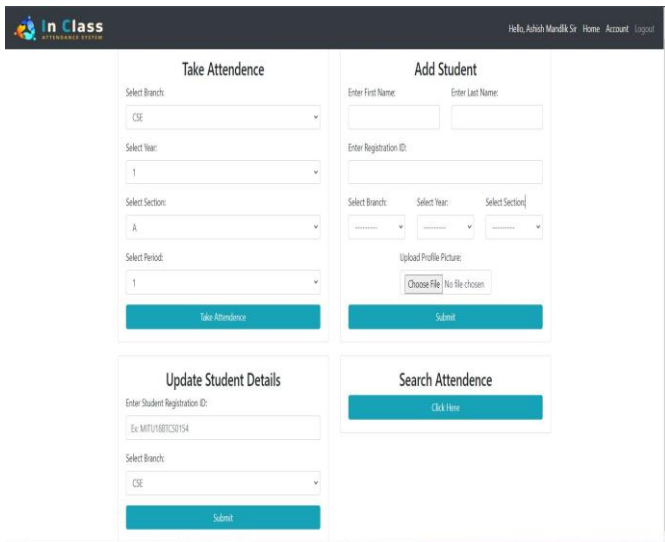 In Class
ATTENDANCE SYSTEM
Hello, Ashish Mandlik Sir Home Account Logout
Take Attendence
Select Branch:
CSE
Select Year:
1
Select Section:
A
Select Period:
1
Take Attendence
Add Student
Enter First Name: Enter Last Name:
Enter Registration ID:
Select Branch: Select Year: Select Section:
--------- --------- ---------
Upload Profile Picture:
Choose File No file chosen
Submit
Update Student Details
Enter Student Registration ID:
Ex: MITU18BTCS0154
Select Branch:
CSE
Submit
Search Attendence
Click Here